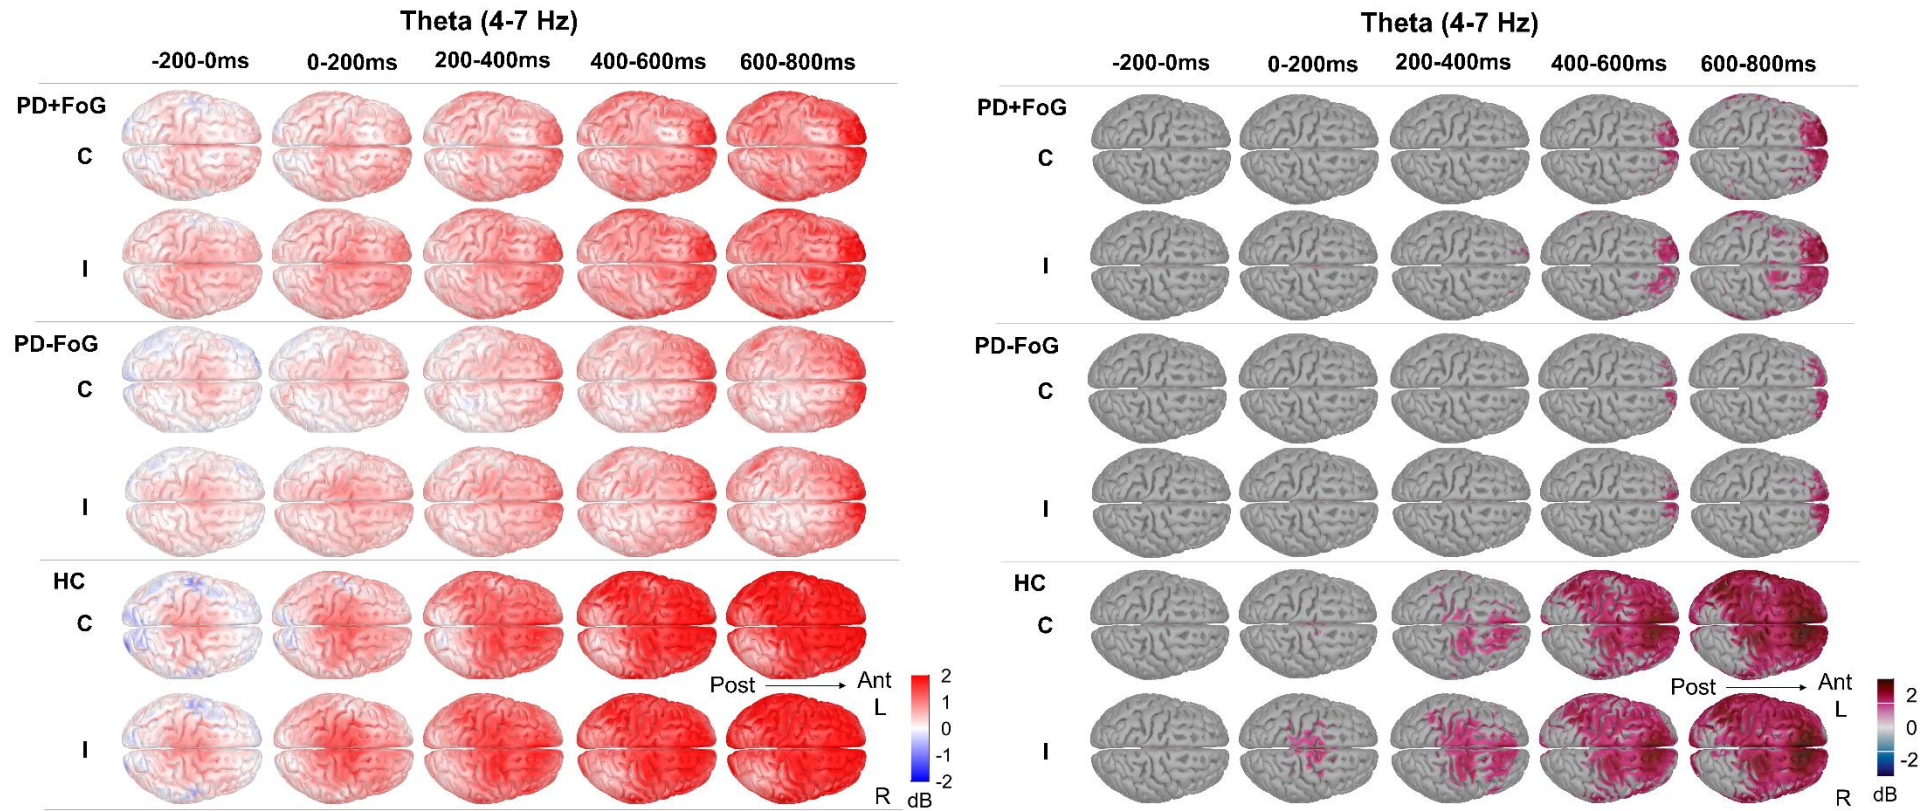 Theta (4-7 Hz)
-200-0ms 0-200ms 200-400ms 400-600ms 600-800ms
PD+FoG
C
I
PD-FoG
C
I
HC
C
Post Ant
L
I
R
2
1
0
-1
-2
dB
Theta (4-7 Hz)
-200-0ms 0-200ms 200-400ms 400-600ms 600-800ms
PD+FoG
C
I
PD-FoG
C
I
HC
C
Post Ant
L
I
R
2
0
-2
dB